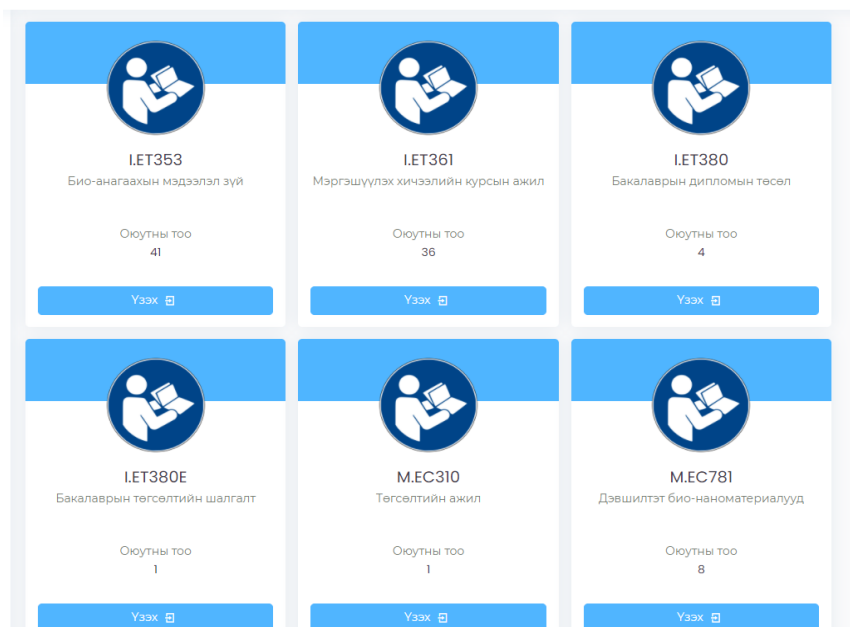 I.ET353
Био-анагаахын мэдээлэл зүй
Оюутны тоо
41
Үзэх
I.ET361
Мэргэшүүлэх хичээлийн курсын ажил
Оюутны тоо
36
Үзэх
I.ET380
Бакалаврын дипломын төсөл
Оюутны тоо
4
Үзэх
I.ET380E
Бакалаврын төгсөлтийн шалгалт
Оюутны тоо
1
Үзэх
M.EC310
Төгсөлтийн ажил
Оюутны тоо
1
Үзэх
M.EC781
Дэвшилтэт био-наноматериалууд
Оюутны тоо
8
Үзэх